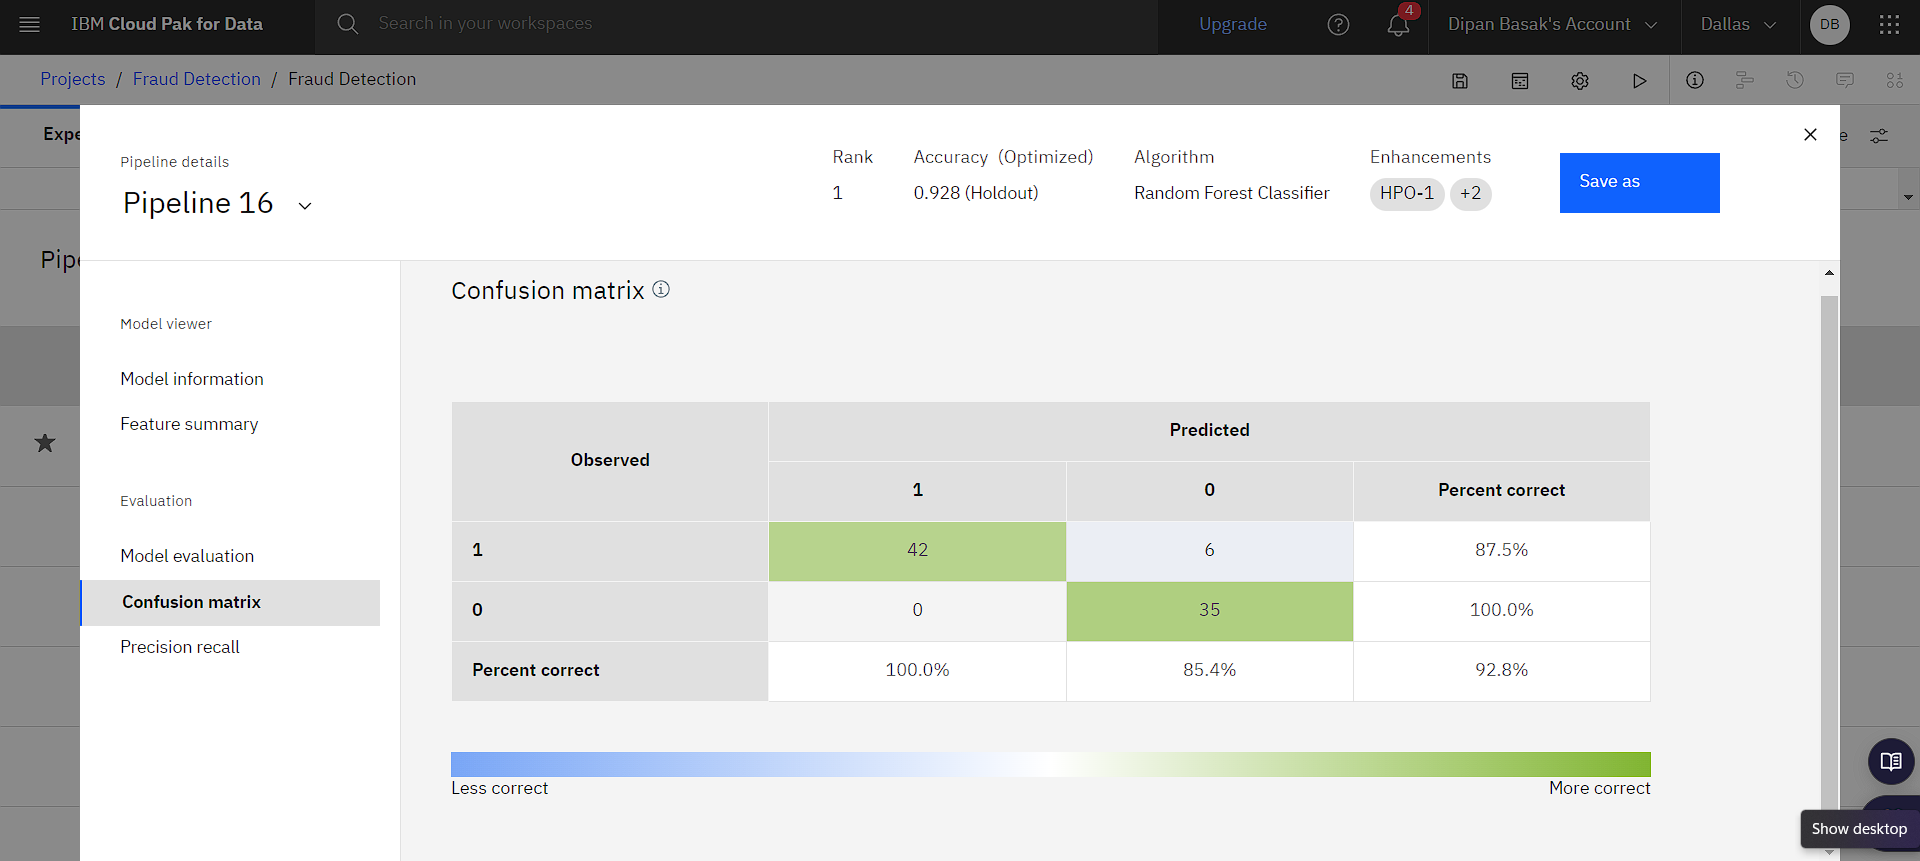 IBM Cloud Pak for Data
Search in your workspaces
Upgrade
4
Dipan Basak's Account
Dallas
DB
Projects / Fraud Detection / Fraud Detection
Expe
e
Pipeline details
Pipeline 16
Rank
1
Accuracy (Optimized)
0.928 (Holdout)
Algorithm
Random Forest Classifier
Enhancements
HPO-1 +2
Save as
Pipe
Model viewer
Model information
Feature summary
Evaluation
Model evaluation
Confusion matrix
Precision recall
Confusion matrix
Observed
Predicted
1 0 Percent correct
1 42 6 87.5%
0 0 35 100.0%
Percent correct 100.0% 85.4% 92.8%
Less correct
More correct
Show desktop